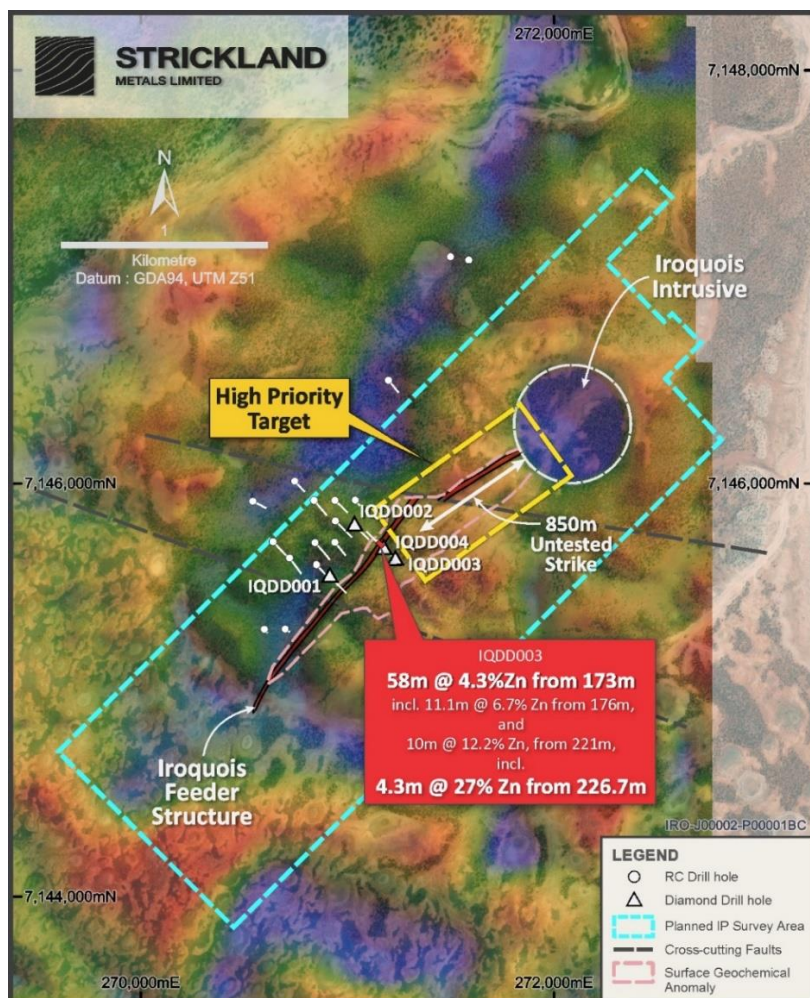 STRICKLAND
METALS LIMITED
272,000mE
7,148,000mN
N
1
Kilometre
Datum : GDA94, UTM Z51
Iroquois
Intrusive
High Priority
Target
7,146,000mN
7,146,000mN
IQDD002
IQDD004
IQDD003
IQDD001
850m
Untested
Strike
IQDD003
58m @ 4.3%Zn from 173m
incl. 11.1m @ 6.7% Zn from 176m,
and
10m @ 12.2% Zn, from 221m,
incl.
4.3m @ 27% Zn from 226.7m
Iroquois
Feeder
Structure
IRO-J00002-P00001BC
7,144,000mN
270,000mE
272,000mE
LEGEND
RC Drill hole
Diamond Drill hole
Planned IP Survey Area
Cross-cutting Faults
Surface Geochemical
Anomaly